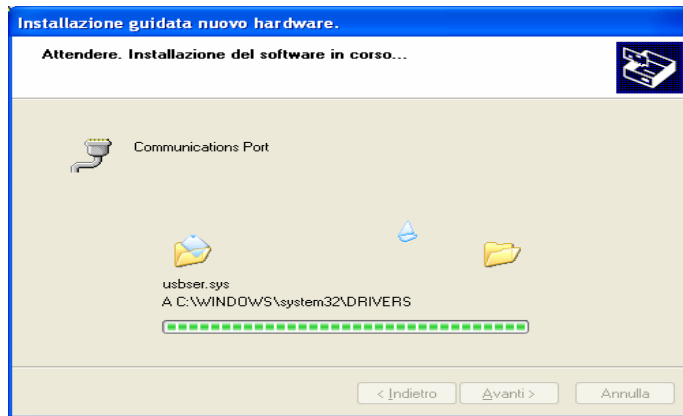 Installazione guidata nuovo hardware.
Attendere. Installazione del software in corso...
Communications Port
usbser.sys
A C:\WINDOWS\system32\DRIVERS
< Indietro
Avanti >
Annulla